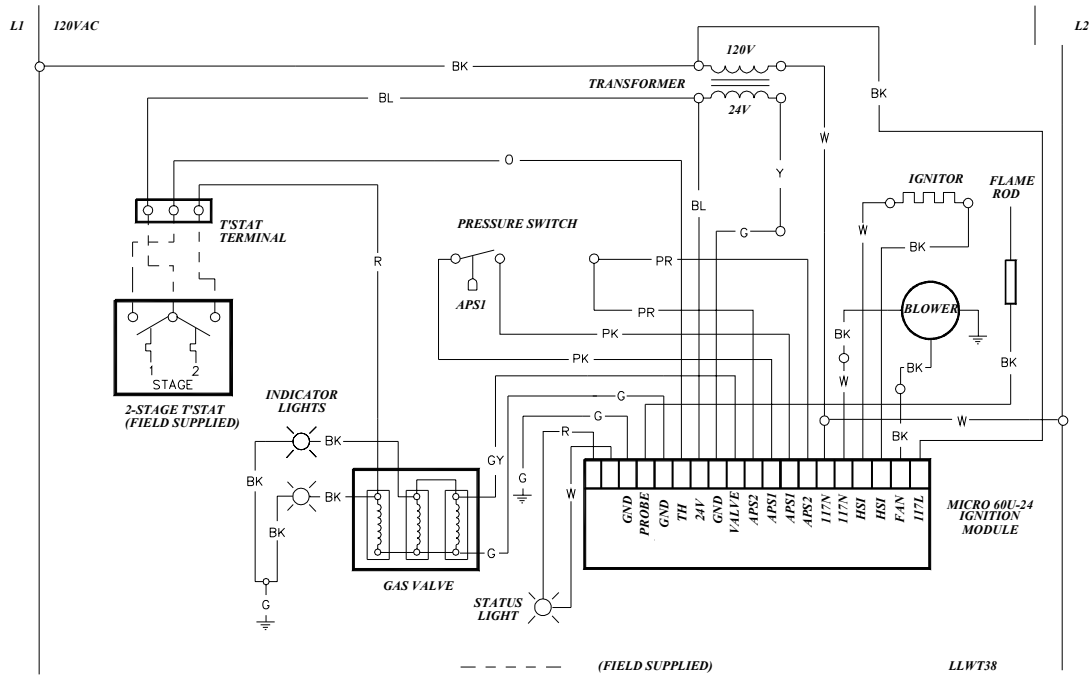 L1
120VAC
L2
120V
BK
TRANSFORMER
24V
BL
BK
W
O
Y
IGNITOR
FLAME
ROD
T'STAT
TERMINAL
PRESSURE SWITCH
BL
G
W
BK
R
PR
APS1
BLOWER
PR
PK
BK
BK
PK
BK
W
1
2
STAGE
2-STAGE T'STAT
(FIELD SUPPLIED)
INDICATOR
LIGHTS
G
G
R
W
BK
BK
GY
BK
G
W
BK
BK
G
GND
PROBE
GND
TH
24V
GND
VALVE
APS2
APS1
APS1
APS2
117N
117N
HSI
HSI
FAN
117L
MICRO 60U-24
IGNITION
MODULE
GAS VALVE
G
STATUS
LIGHT
(FIELD SUPPLIED)
LLWT38